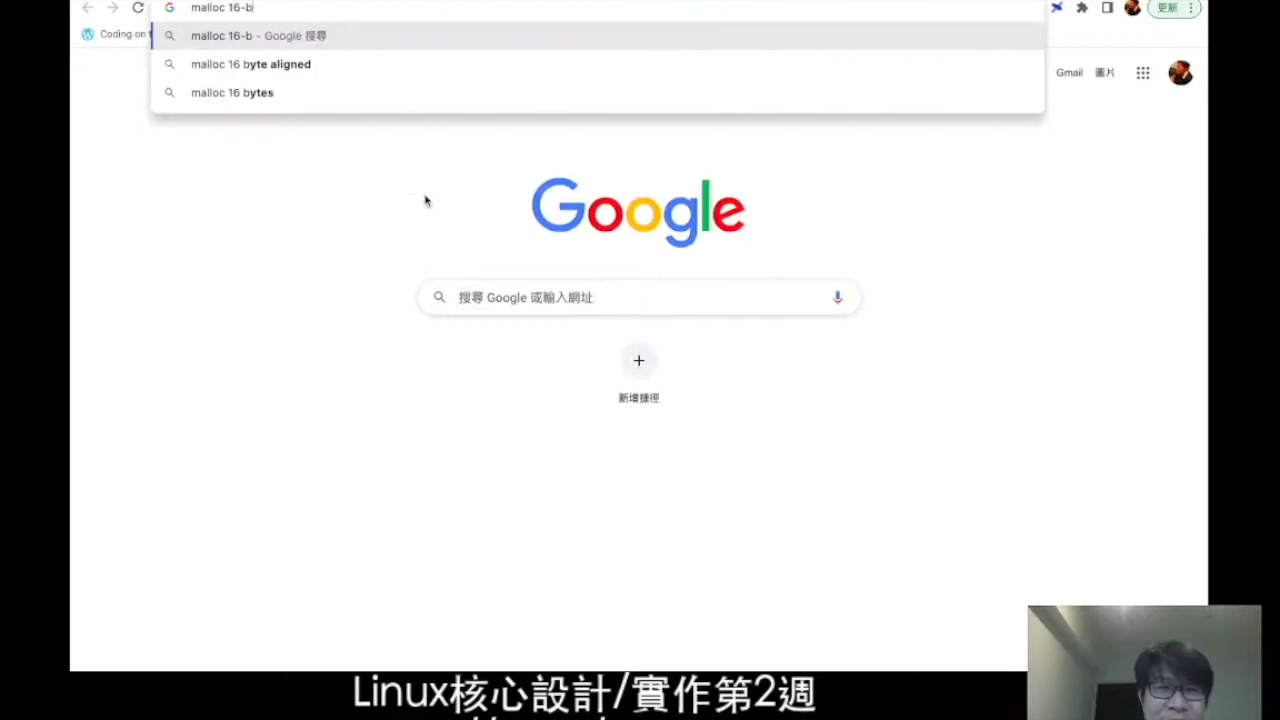 malloc 16-b
更新
Coding on
malloc 16-b - Google 搜尋
malloc 16 byte aligned
malloc 16 bytes
Gmail
圖片
Google
搜尋 Google 或輸入網址
新增捷徑
Linux核心設計/實作第2週